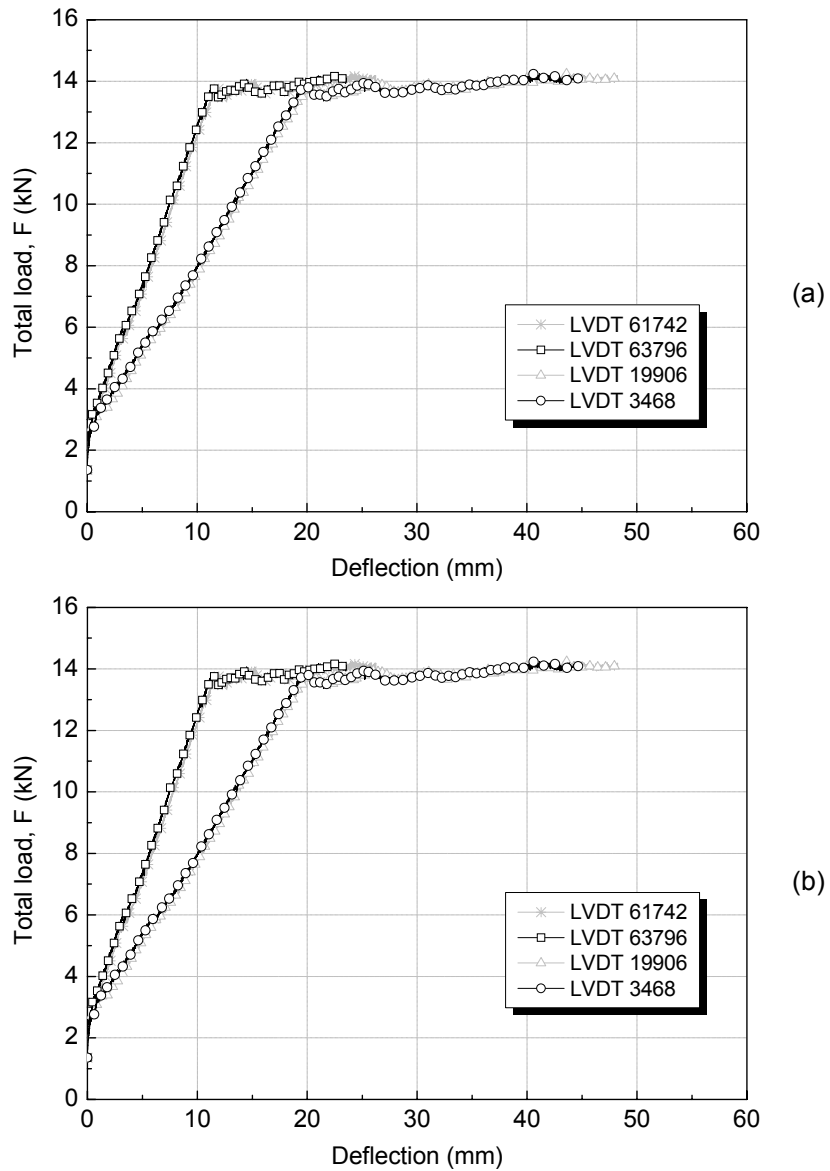 16
14
12
10
8
6
4
2
0
Total load, F (kN)
LVDT 61742
LVDT 63796
LVDT 19906
LVDT 3468
(a)
0 10 20 30 40 50 60
Deflection (mm)
16
14
12
10
8
6
4
2
0
Total load, F (kN)
LVDT 61742
LVDT 63796
LVDT 19906
LVDT 3468
(b)
0 10 20 30 40 50 60
Deflection (mm)